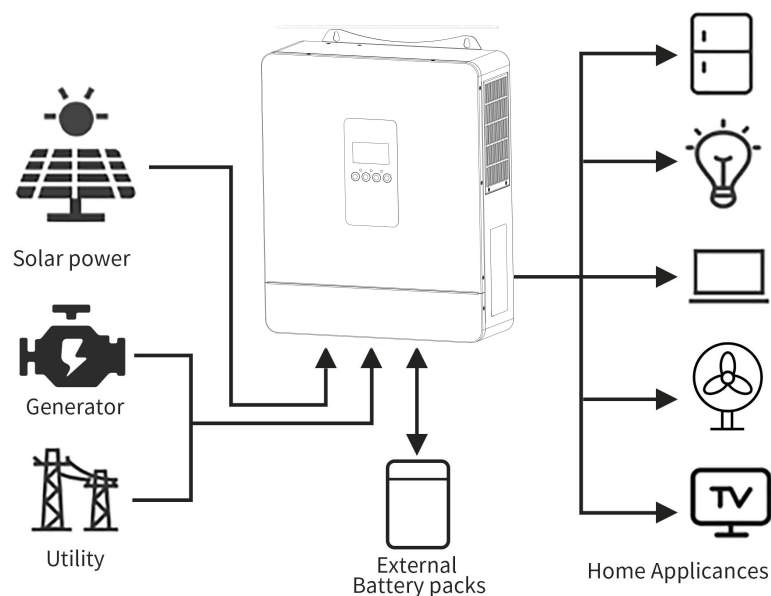 Solar power
Generator
Utility
External
Battery packs
TV
Home Applicances